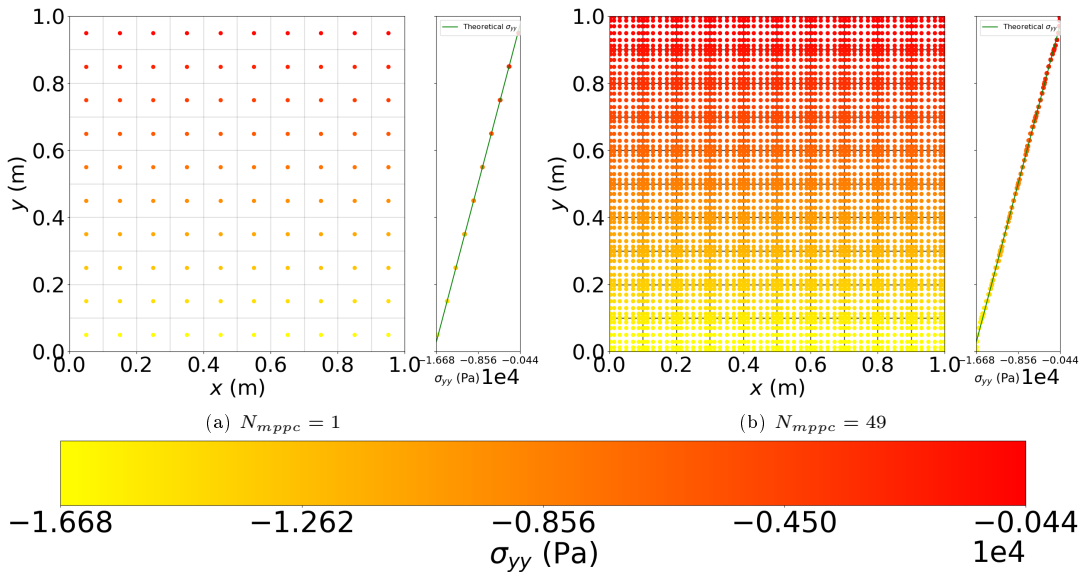 1.0
0.8
0.6
0.4
0.2
0.0
y (m)
0.0 0.2 0.4 0.6 0.8 1.0
x (m)
Theoretical σyy
−1.668 −0.856 −0.044
σyy (Pa) 1e4
(a) Nmppc = 1
1.0
0.8
0.6
0.4
0.2
0.0
y (m)
0.0 0.2 0.4 0.6 0.8 1.0
x (m)
Theoretical σyy
−1.668 −0.856 −0.044
σyy (Pa) 1e4
(b) Nmppc = 49
−1.668 −1.262 −0.856 −0.450 −0.044
σyy (Pa) 1e4